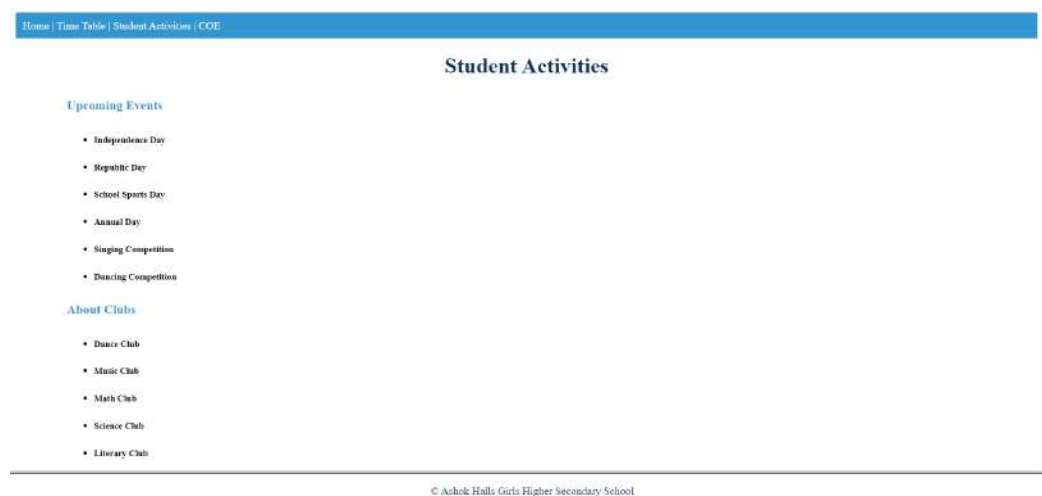 Home | Time Table | Student Activities | COE
Student Activities
Upcoming Events
• Independence Day
• Republic Day
• School Sports Day
• Annual Day
• Singing Competition
• Dancing Competition
About Clubs
• Dance Club
• Music Club
• Math Club
• Science Club
• Literary Club
© Ashok Halls Girls Higher Secondary School